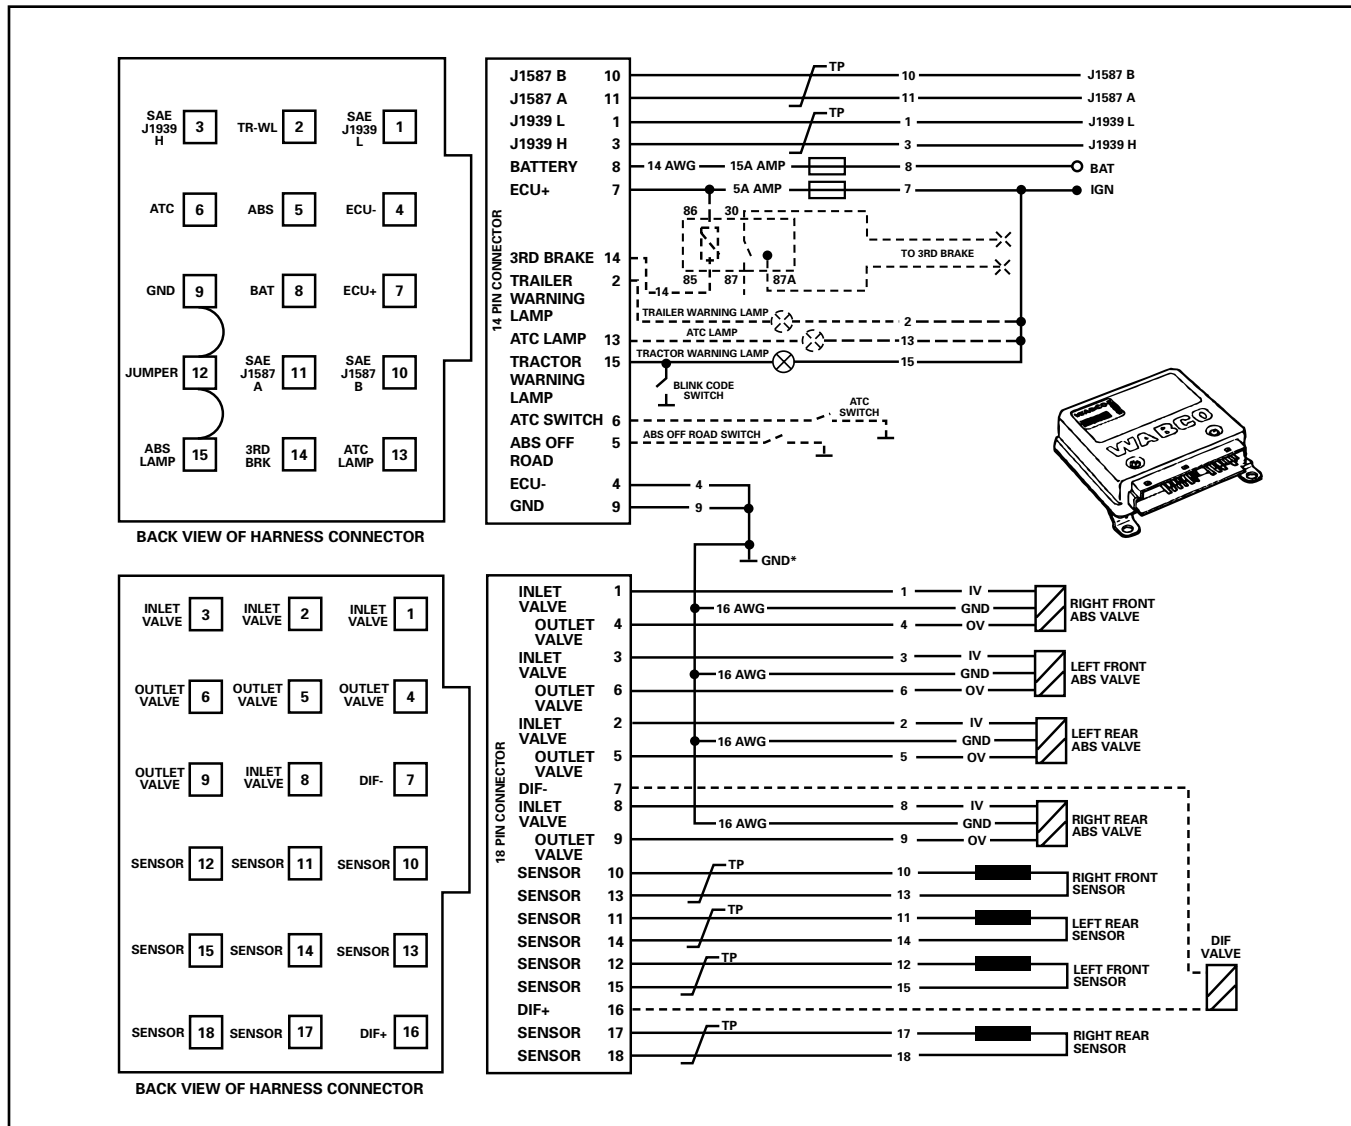 SAE
J1939
H
3
TR-WL
2
SAE
J1939
L
1
ATC
6
ABS
5
ECU-
4
GND
9
BAT
8
ECU+
7
JUMPER
12
SAE
J1587
A
11
SAE
J1587
B
10
ABS
LAMP
15
3RD
BRK
14
ATC
LAMP
13
BACK VIEW OF HARNESS CONNECTOR
14 PIN CONNECTOR
J1587 B 10
J1587 A 11
J1939 L 1
J1939 H 3
BATTERY 8
ECU+ 7
3RD BRAKE 14
TRAILER 2
WARNING
LAMP
ATC LAMP 13
TRACTOR 15
WARNING
LAMP
ATC SWITCH 6
ABS OFF 5
ROAD
ECU- 4
GND 9
TP 10 J1587 B
11 J1587 A
TP 1 J1939 L
3 J1939 H
14 AWG 15A AMP 8 BAT
5A AMP 7 IGN
86 30
85 87 87A
TO 3RD BRAKE
14
TRAILER WARNING LAMP 2
ATC LAMP 13
TRACTOR WARNING LAMP 15
BLINK CODE
SWITCH
ATC
SWITCH
ABS OFF ROAD SWITCH
4
9
GND*
WABCO
WABCO
INLET
VALVE
3
INLET
VALVE
2
INLET
VALVE
1
OUTLET
VALVE
6
OUTLET
VALVE
5
OUTLET
VALVE
4
OUTLET
VALVE
9
INLET
VALVE
8
DIF-
7
SENSOR 12
SENSOR 11
SENSOR 10
SENSOR 15
SENSOR 14
SENSOR 13
SENSOR 18
SENSOR 17
DIF+ 16
BACK VIEW OF HARNESS CONNECTOR
18 PIN CONNECTOR
INLET 1
VALVE
OUTLET 4
VALVE
INLET 3
VALVE
OUTLET 6
VALVE
INLET 2
VALVE
OUTLET 5
VALVE
DIF- 7
INLET 8
VALVE
OUTLET 9
VALVE
SENSOR 10
SENSOR 13
SENSOR 11
SENSOR 14
SENSOR 12
SENSOR 15
DIF+ 16
SENSOR 17
SENSOR 18
1 IV
16 AWG GND
4 OV
RIGHT FRONT
ABS VALVE
3 IV
16 AWG GND
6 OV
LEFT FRONT
ABS VALVE
2 IV
16 AWG GND
5 OV
LEFT REAR
ABS VALVE
8 IV
16 AWG GND
9 OV
RIGHT REAR
ABS VALVE
TP 10
13
RIGHT FRONT
SENSOR
TP 11
14
LEFT REAR
SENSOR
TP 12
15
LEFT FRONT
SENSOR
DIF
VALVE
TP 17
18
RIGHT REAR
SENSOR